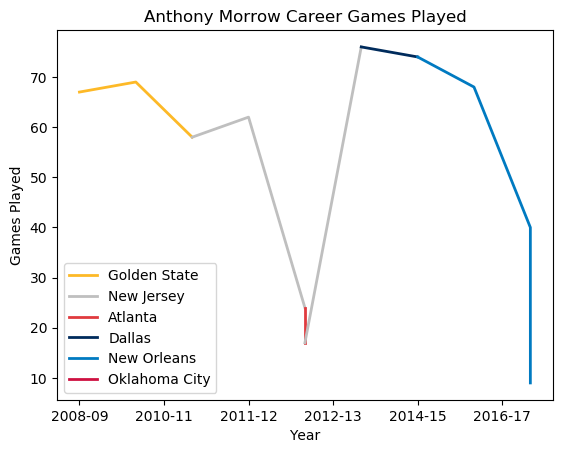 Anthony Morrow Career Games Played
Games Played
70
60
50
40
30
20
10
Golden State
New Jersey
Atlanta
Dallas
New Orleans
Oklahoma City
2008-09 2010-11 2011-12 2012-13 2014-15 2016-17
Year